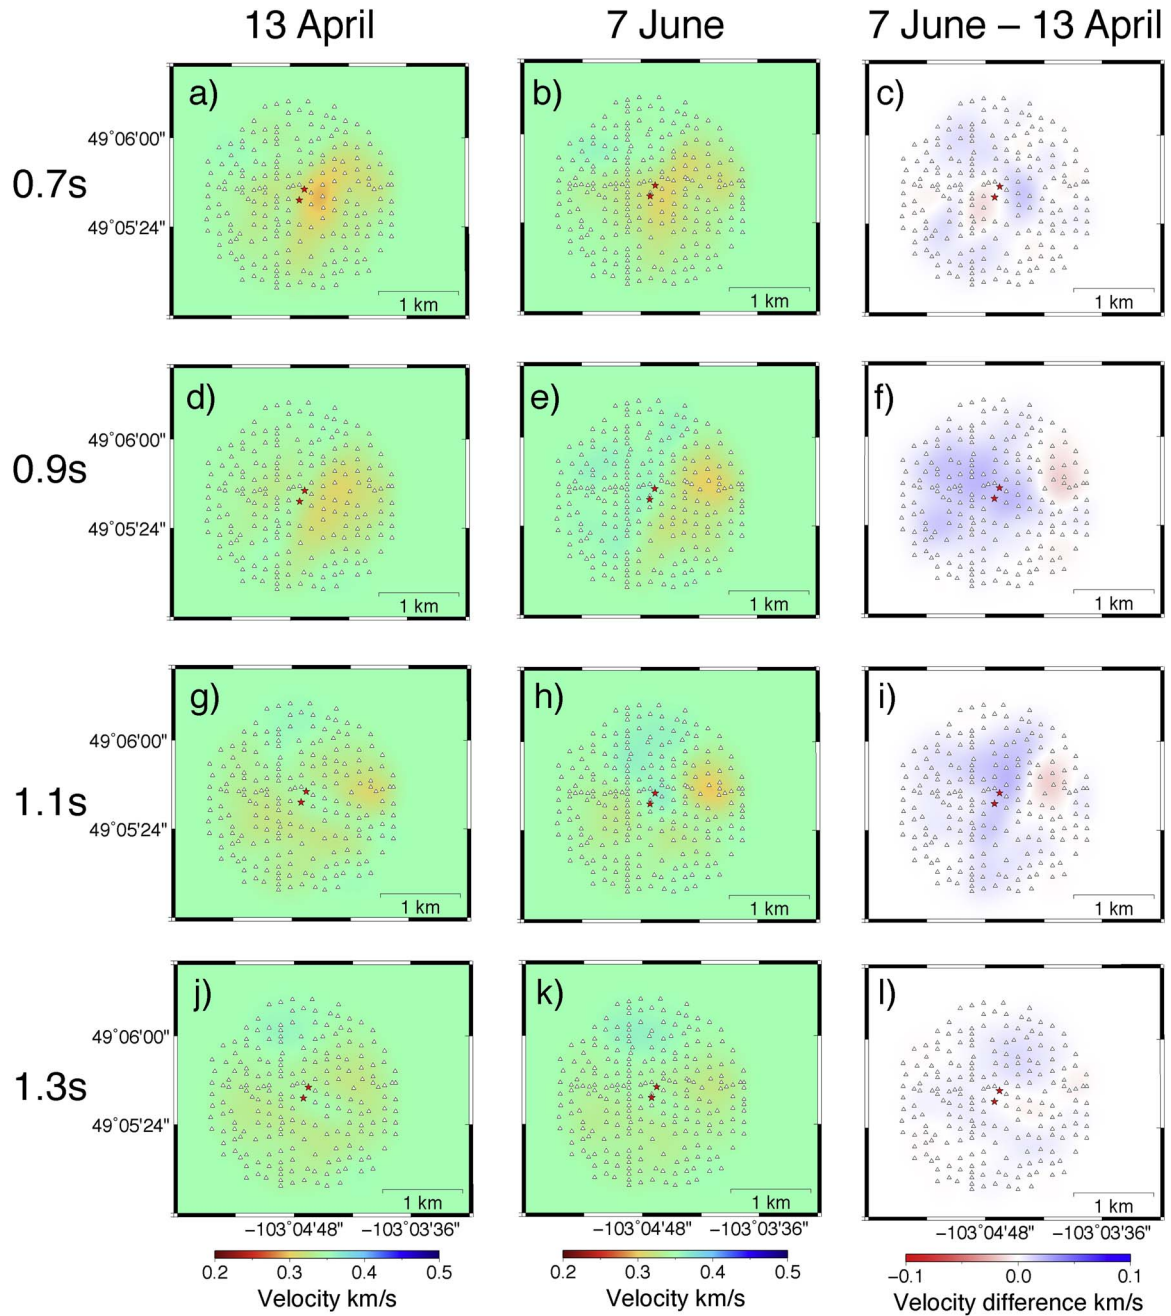 13 April 7 June 7 June – 13 April
0.7s
a) b) c)
49°06'00"
49°05'24"
1 km 1 km 1 km
0.9s
d) e) f)
49°06'00"
49°05'24"
1 km 1 km 1 km
1.1s
g) h) i)
49°06'00"
49°05'24"
1 km 1 km 1 km
1.3s
j) k) l)
49°06'00"
49°05'24"
1 km 1 km 1 km
−103°04'48" −103°03'36" −103°04'48" −103°03'36" −103°04'48" −103°03'36"
0.2 0.3 0.4 0.5 0.2 0.3 0.4 0.5 −0.1 0.0 0.1
Velocity km/s Velocity km/s Velocity difference km/s